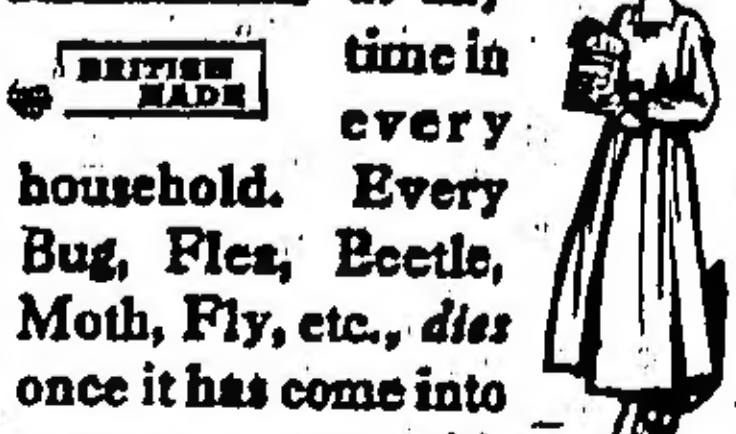 time in
BRITISH
MADE
every
household. Every
Bug, Flea, Beetle,
Moth, Fly, etc., dies
once it has come into